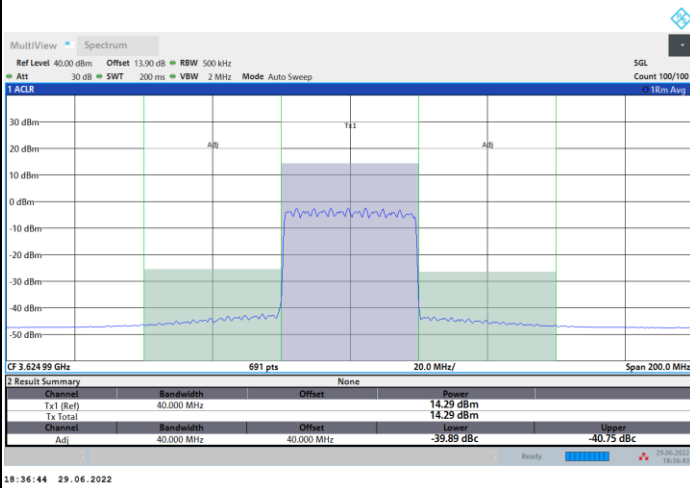 MultiView Spectrum
Ref Level 40.00 dBm Offset 13.90 dB RBW 500 kHz SGL
Att 30 dB SWT 200 ms VBW 2 MHz Mode Auto Sweep Count 100/100
1 ACLR 1Rm Avg
30 dBm
Tx1
20 dBm
Adj Adj
10 dBm
0 dBm
-10 dBm
-20 dBm
-30 dBm
-40 dBm
-50 dBm
CF 3.624 99 GHz 691 pts 20.0 MHz/ Span 200.0 MHz
2 Result Summary None
Channel Bandwidth Offset Power
Tx1 (Ref) 40.000 MHz 14.29 dBm
Tx Total 14.29 dBm
Channel Bandwidth Offset Lower Upper
Adj 40.000 MHz 40.000 MHz -39.89 dBc -40.75 dBc
Ready 29.06.2022
18:36:43
18:36:44 29.06.2022